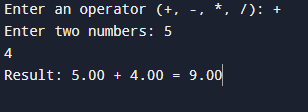 Enter an operator (+, -, *, /): +
Enter two numbers: 5
4
Result: 5.00 + 4.00 = 9.00